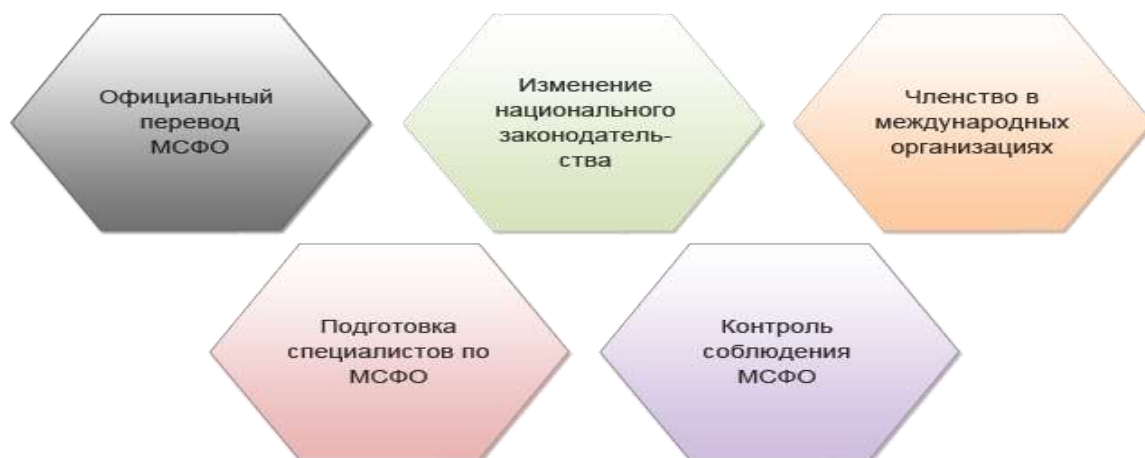 Официальный
перевод
МСФО
Изменение
национального
законодатель-
ства
Членство в
международных
организациях
Подготовка
специалистов по
МСФО
Контроль
соблюдения
МСФО